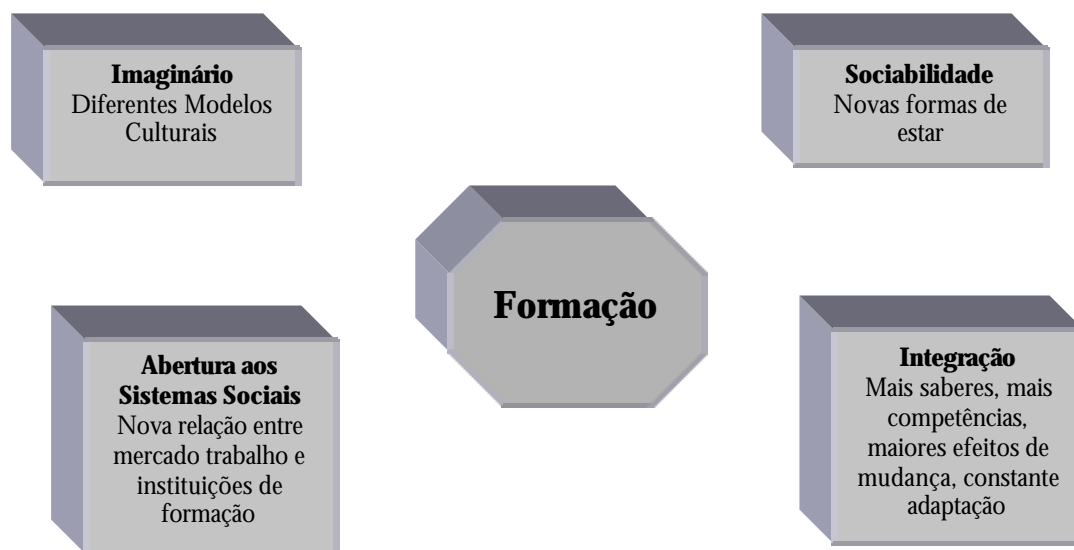 Imaginário
Diferentes Modelos
Culturais
Sociabilidade
Novas formas de
estar
Formação
Abertura aos
Sistemas Sociais
Nova relação entre
mercado trabalho e
instituições de
formação
Integração
Mais saberes, mais
competências,
maiores efeitos de
mudança, constante
adaptação